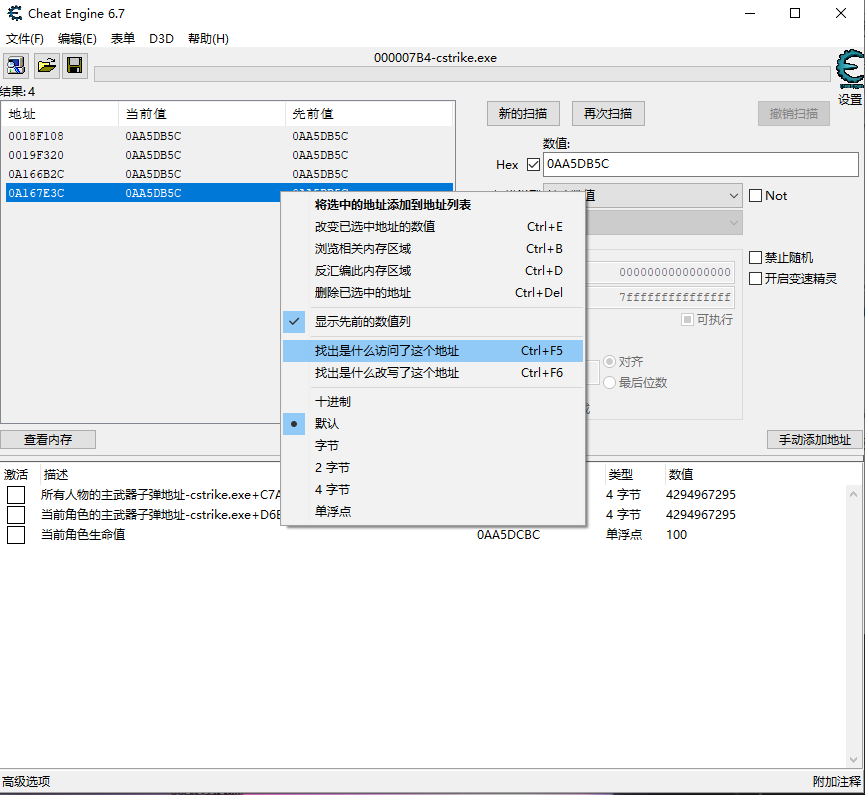 Cheat Engine 6.7
文件(F) 编辑(E) 表单 D3D 帮助(H)
000007B4-cstrike.exe
设置
结果: 4
地址 当前值 先前值
0018F108 0AA5DB5C 0AA5DB5C
0019F320 0AA5DB5C 0AA5DB5C
0A166B2C 0AA5DB5C 0AA5DB5C
0A167E3C 0AA5DB5C
新的扫描 再次扫描 撤销扫描
数值:
Hex 0AA5DB5C
数值 Not
禁止随机
开启变速精灵
0000000000000000
7fffffffffffffff
可执行
对齐
最后位数
将选中的地址添加到地址列表
改变已选中地址的数值 Ctrl+E
浏览相关内存区域 Ctrl+B
反汇编此内存区域 Ctrl+D
删除已选中的地址 Ctrl+Del
显示先前的数值列
找出是什么访问了这个地址 Ctrl+F5
找出是什么改写了这个地址 Ctrl+F6
十进制
默认
字节
2 字节
4 字节
单浮点
查看内存 手动添加地址
激活 描述 类型 数值
所有人物的主武器子弹地址-cstrike.exe+C7A 4 字节 4294967295
当前角色的主武器子弹地址-cstrike.exe+D6E 4 字节 4294967295
当前角色生命值 0AA5DCBC 单浮点 100
高级选项 附加注释